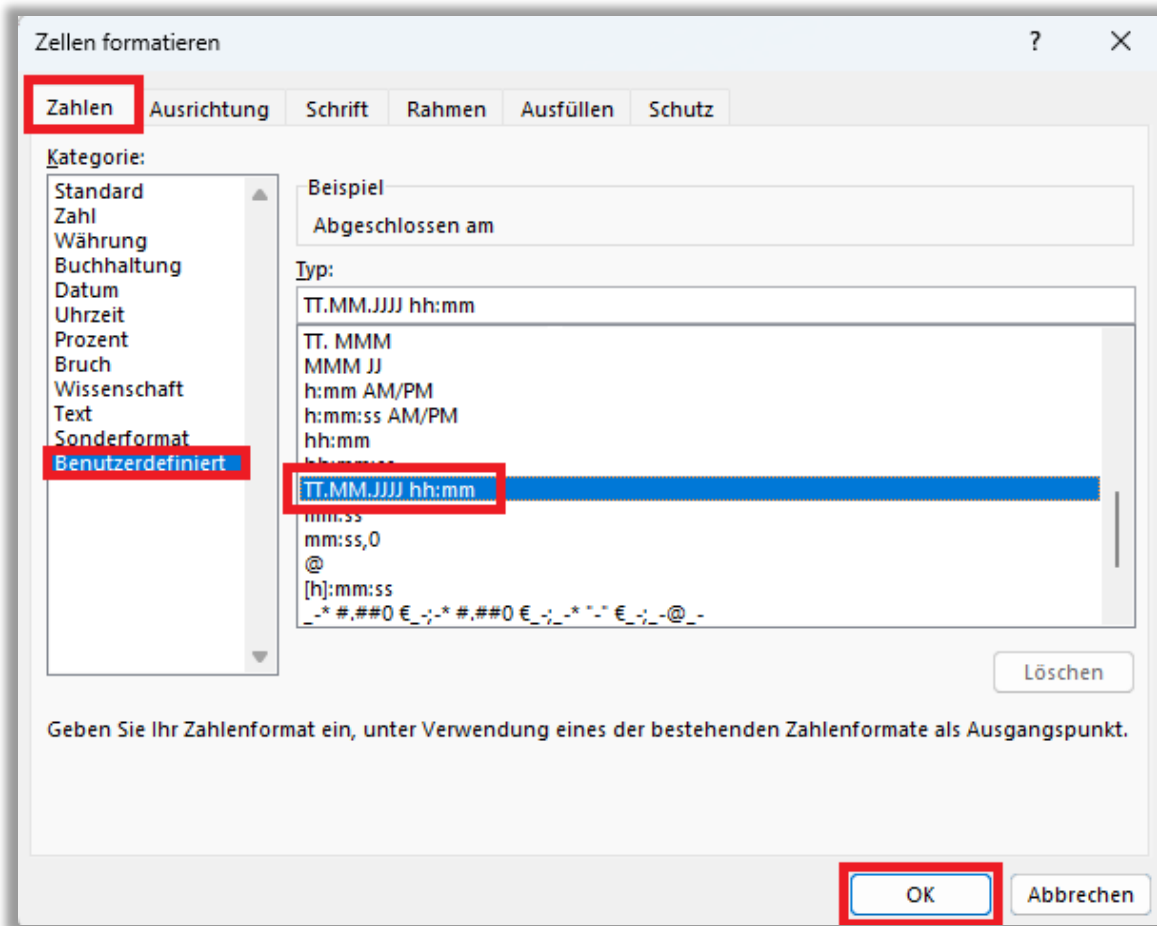 Zellen formatieren ? ×
Zahlen Ausrichtung Schrift Rahmen Ausfüllen Schutz
Kategorie:
Standard
Zahl
Währung
Buchhaltung
Datum
Uhrzeit
Prozent
Bruch
Wissenschaft
Text
Sonderformat
Benutzerdefiniert
Beispiel
Abgeschlossen am
Typ:
TT.MM.JJJJ hh:mm
TT. MMM
MMM JJ
h:mm AM/PM
h:mm:ss AM/PM
hh:mm
hh:mm:ss
TT.MM.JJJJ hh:mm
mm:ss
mm:ss,0
@
[h]:mm:ss
_-* #.##0 €_-;-* #.##0 €_-;_-* "-" €_-;_-@_-
Löschen
Geben Sie Ihr Zahlenformat ein, unter Verwendung eines der bestehenden Zahlenformate als Ausgangspunkt.
OK Abbrechen